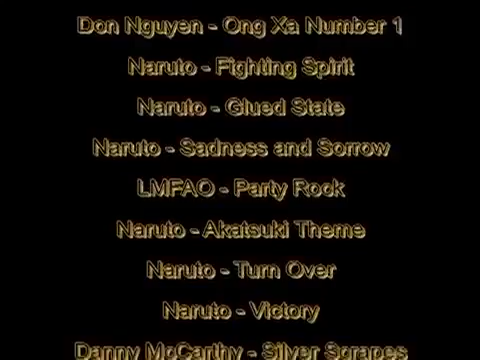 Don Nguyen - Ong Xa Number 1
Naruto - Fighting Spirit
Naruto - Glued State
Naruto - Sadness and Sorrow
LMFAO - Party Rock
Naruto - Akatsuki Theme
Naruto - Turn Over
Naruto - Victory
Danny McCarthy - Silver Scrapes